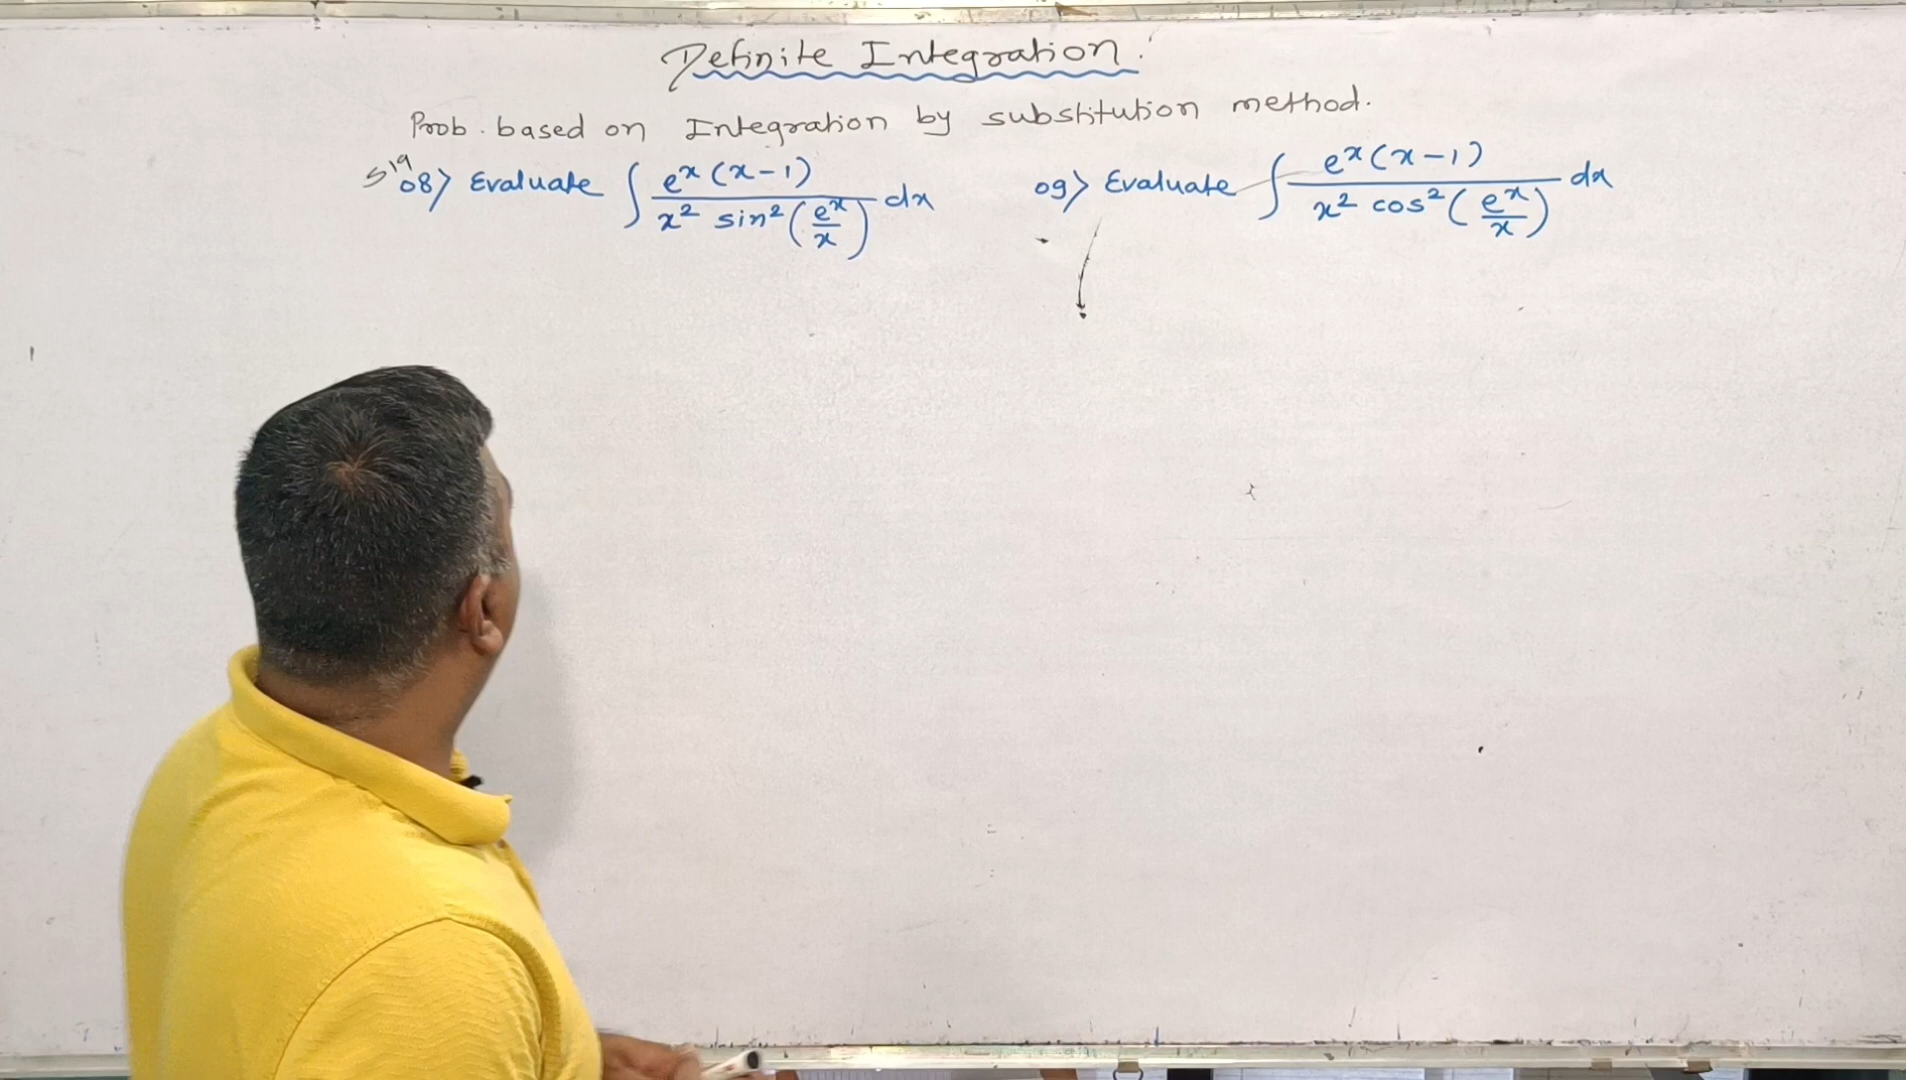 Definite Integration.
Prob. based on Integration by substitution method.
S19 08> Evaluate ∫ e^x (x-1) / x² sin² (e^x/x) dx
09> Evaluate ∫ e^x (x-1) / x² cos² (e^x/x) dx